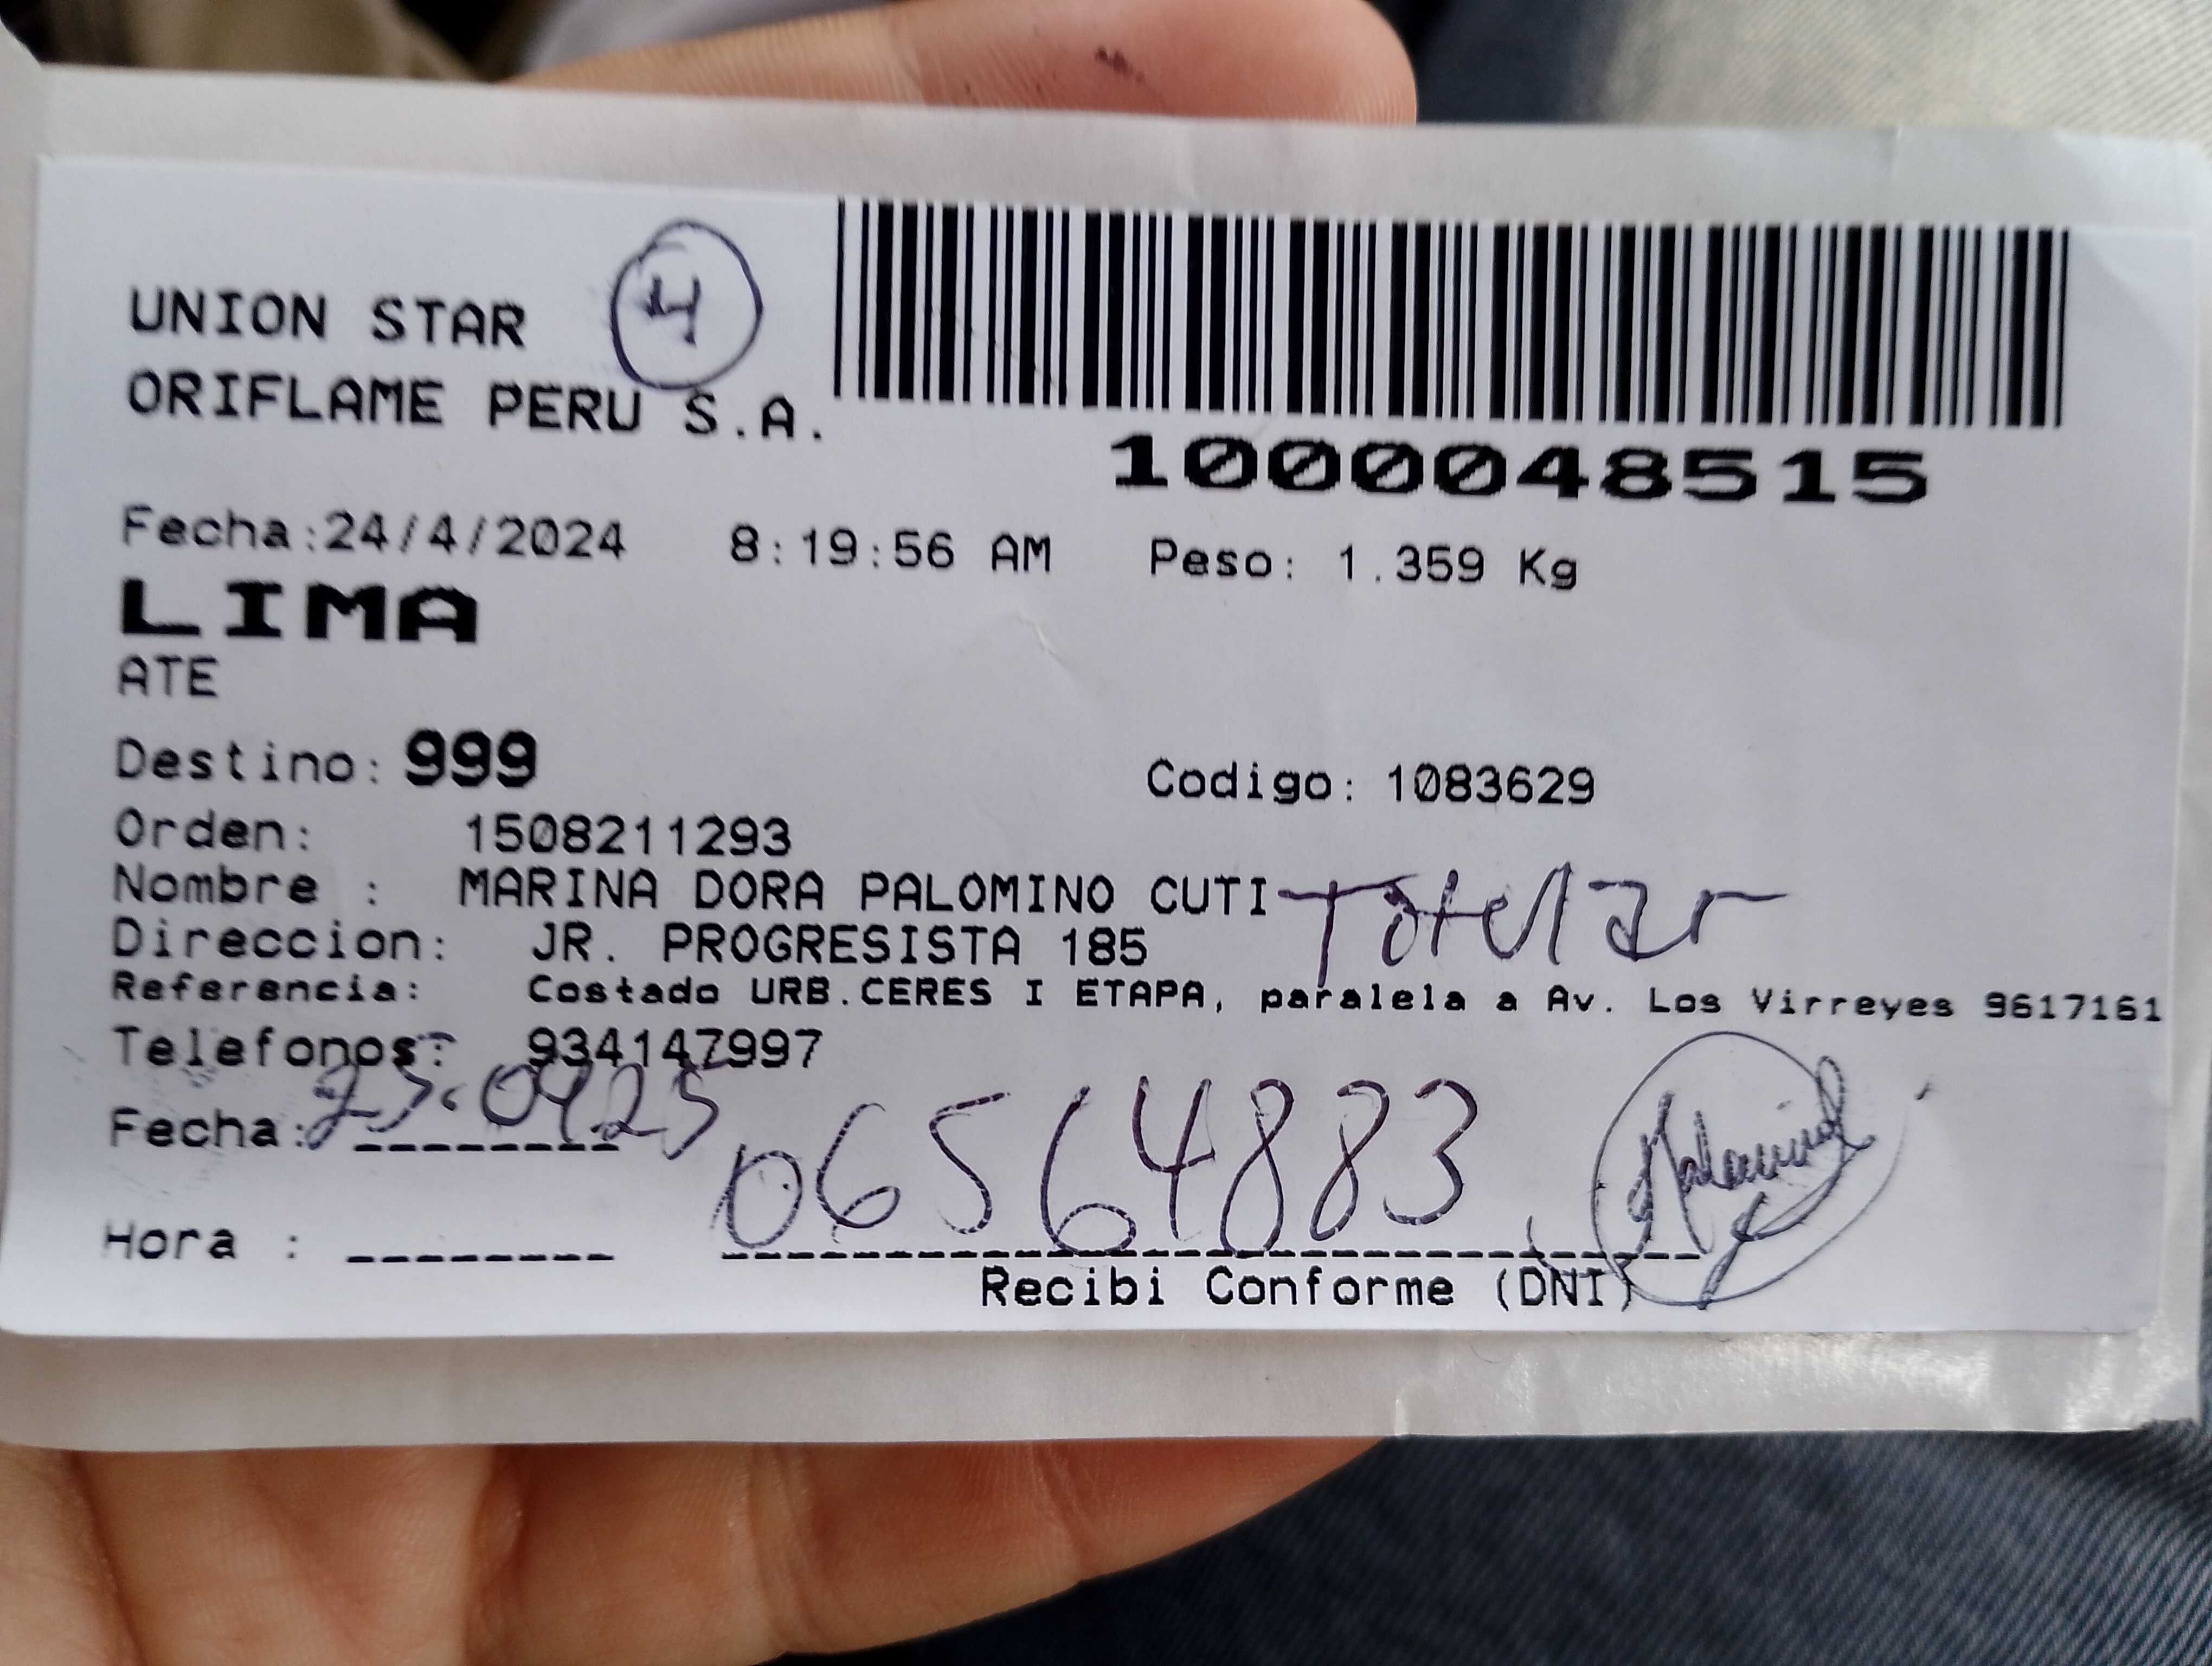 UNION STAR 4
ORIFLAME PERU S.A.
1000048515
Fecha:24/4/2024 8:19:56 AM Peso: 1.359 Kg
LIMA
ATE
Destino: 999 Codigo: 1083629
Orden: 1508211293
Nombre : MARINA DORA PALOMINO CUTI
Direccion: JR. PROGRESISTA 185
Referencia: Costado URB.CERES I ETAPA, paralela a Av. Los Virreyes 9617161
Telefonos: 934147997
Fecha:
06564883
Hora :
Recibi Conforme (DNI)